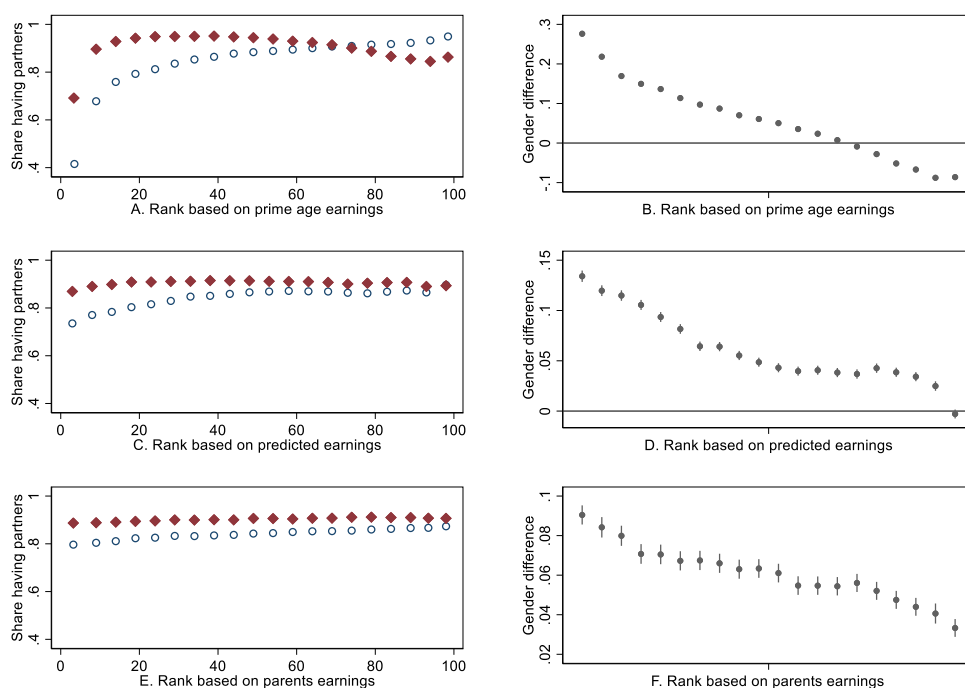 Share having partners
1
.8
.6
.4
0 20 40 60 80 100
A. Rank based on prime age earnings
Gender difference
.3
.2
.1
0
-.1
B. Rank based on prime age earnings
Share having partners
1
.8
.6
.4
0 20 40 60 80 100
C. Rank based on predicted earnings
Gender difference
.15
.1
.05
0
D. Rank based on predicted earnings
Share having partners
1
.8
.6
.4
0 20 40 60 80 100
E. Rank based on parents earnings
Gender difference
.1
.08
.06
.04
.02
F. Rank based on parents earnings